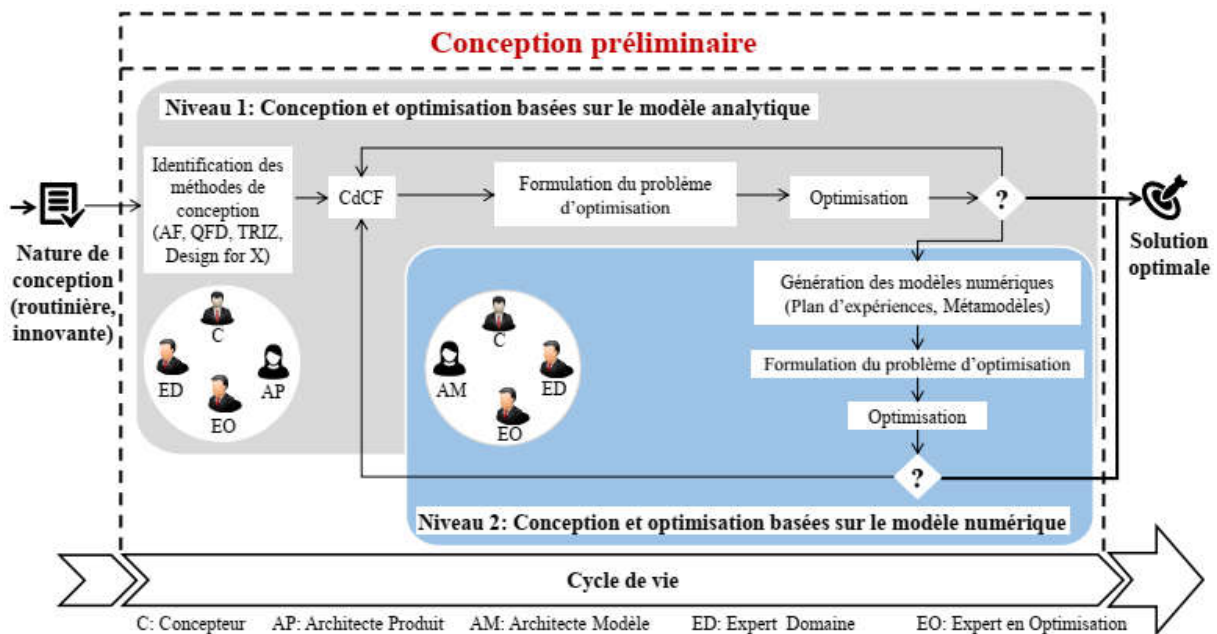 Conception préliminaire
Niveau 1: Conception et optimisation basées sur le modèle analytique
Identification des
méthodes de
conception
(AF, QFD, TRIZ,
Design for X)
CdCF
Formulation du problème
d’optimisation
Optimisation
?
Nature de
conception
(routinière,
innovante)
Solution
optimale
C
ED
AP
EO
Génération des modèles numériques
(Plan d’expériences, Métamodèles)
C
AM
ED
EO
Formulation du problème d’optimisation
Optimisation
?
Niveau 2: Conception et optimisation basées sur le modèle numérique
Cycle de vie
C: Concepteur AP: Architecte Produit AM: Architecte Modèle ED: Expert Domaine EO: Expert en Optimisation